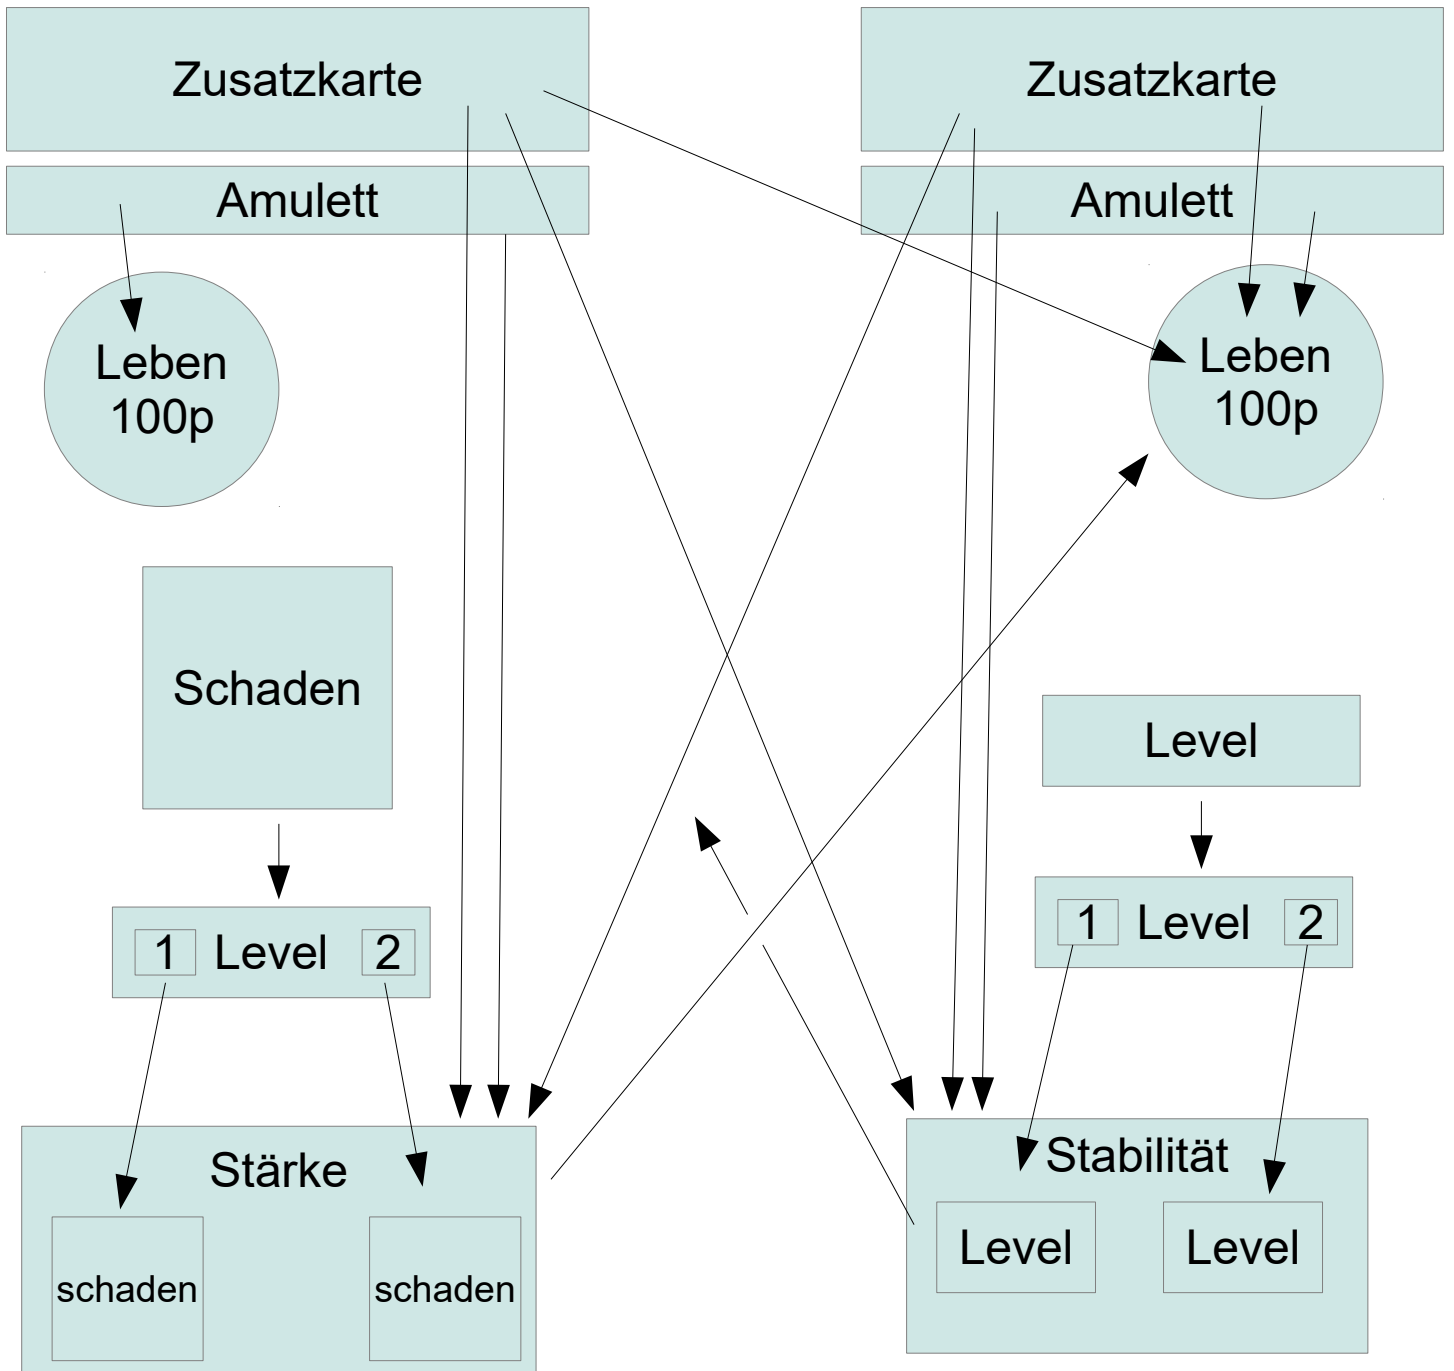 Zusatzkarte
Amulett
Leben
100p
Schaden
1 Level 2
Stärke
schaden
schaden
Zusatzkarte
Amulett
Leben
100p
Level
1 Level 2
Stabilität
Level
Level